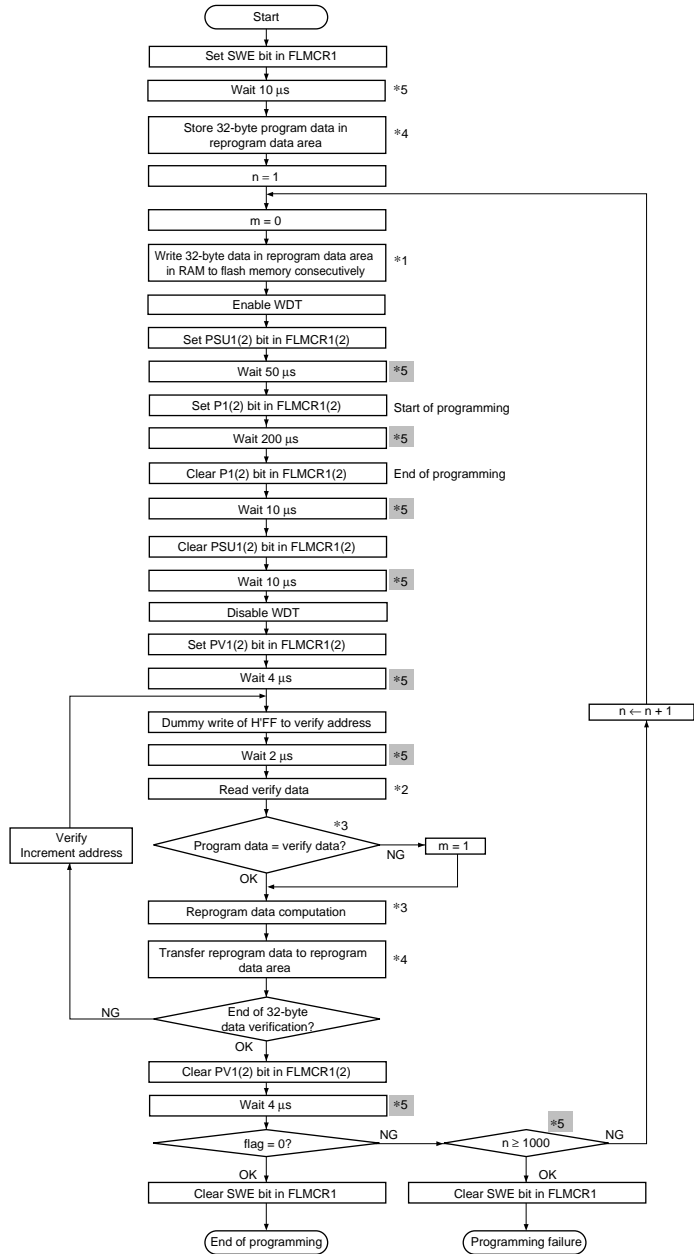 Start
Set SWE bit in FLMCR1
Wait 10 μs
*5
Store 32-byte program data in
reprogram data area
*4
n = 1
m = 0
Write 32-byte data in reprogram data area
in RAM to flash memory consecutively
*1
Enable WDT
Set PSU1(2) bit in FLMCR1(2)
Wait 50 μs
*5
Set P1(2) bit in FLMCR1(2)
Start of programming
Wait 200 μs
*5
Clear P1(2) bit in FLMCR1(2)
End of programming
Wait 10 μs
*5
Clear PSU1(2) bit in FLMCR1(2)
Wait 10 μs
*5
Disable WDT
Set PV1(2) bit in FLMCR1(2)
Wait 4 μs
*5
n ← n + 1
Dummy write of H'FF to verify address
Wait 2 μs
*5
Read verify data
*2
Verify
Increment address
*3
Program data = verify data?
NG
m = 1
OK
Reprogram data computation
*3
Transfer reprogram data to reprogram
data area
*4
NG
End of 32-byte
data verification?
OK
Clear PV1(2) bit in FLMCR1(2)
Wait 4 μs
*5
*5
flag = 0?
NG
n ≥ 1000
NG
OK
OK
Clear SWE bit in FLMCR1
Clear SWE bit in FLMCR1
End of programming
Programming failure